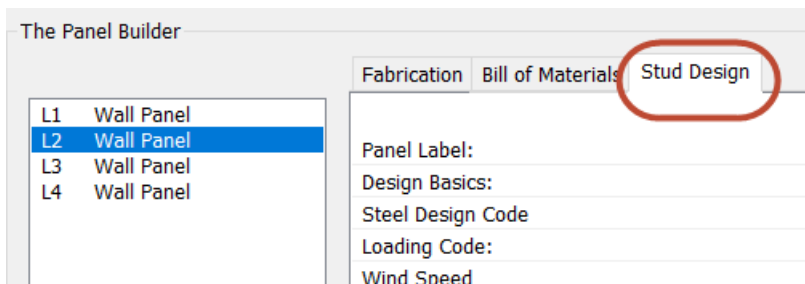 The Panel Builder
Fabrication Bill of Materials Stud Design
L1 Wall Panel
L2 Wall Panel
L3 Wall Panel
L4 Wall Panel
Panel Label:
Design Basics:
Steel Design Code
Loading Code:
Wind Speed